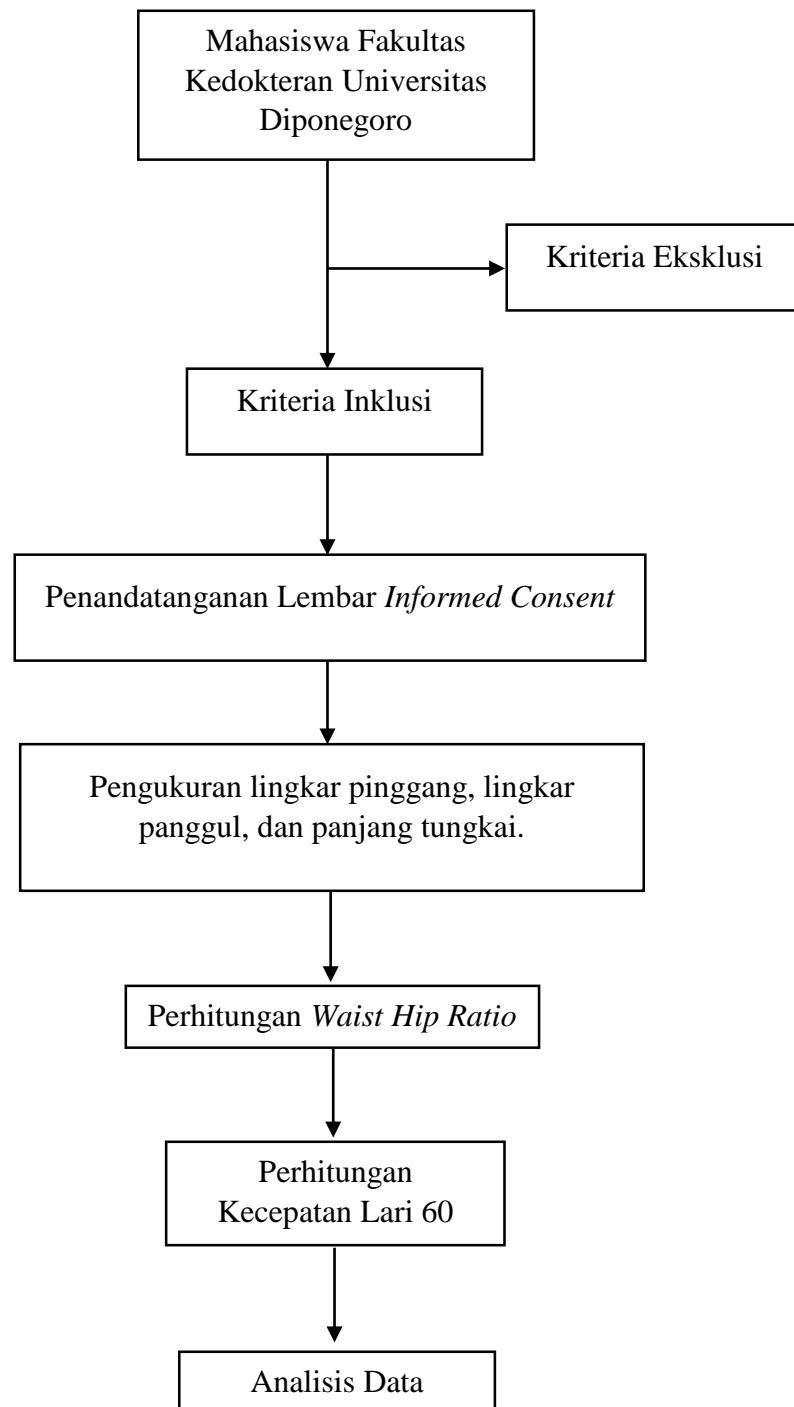 Mahasiswa Fakultas
Kedokteran Universitas
Diponegoro
Kriteria Eksklusi
Kriteria Inklusi
Penandatanganan Lembar Informed Consent
Pengukuran lingkar pinggang, lingkar
panggul, dan panjang tungkai.
Perhitungan Waist Hip Ratio
Perhitungan
Kecepatan Lari 60
Analisis Data